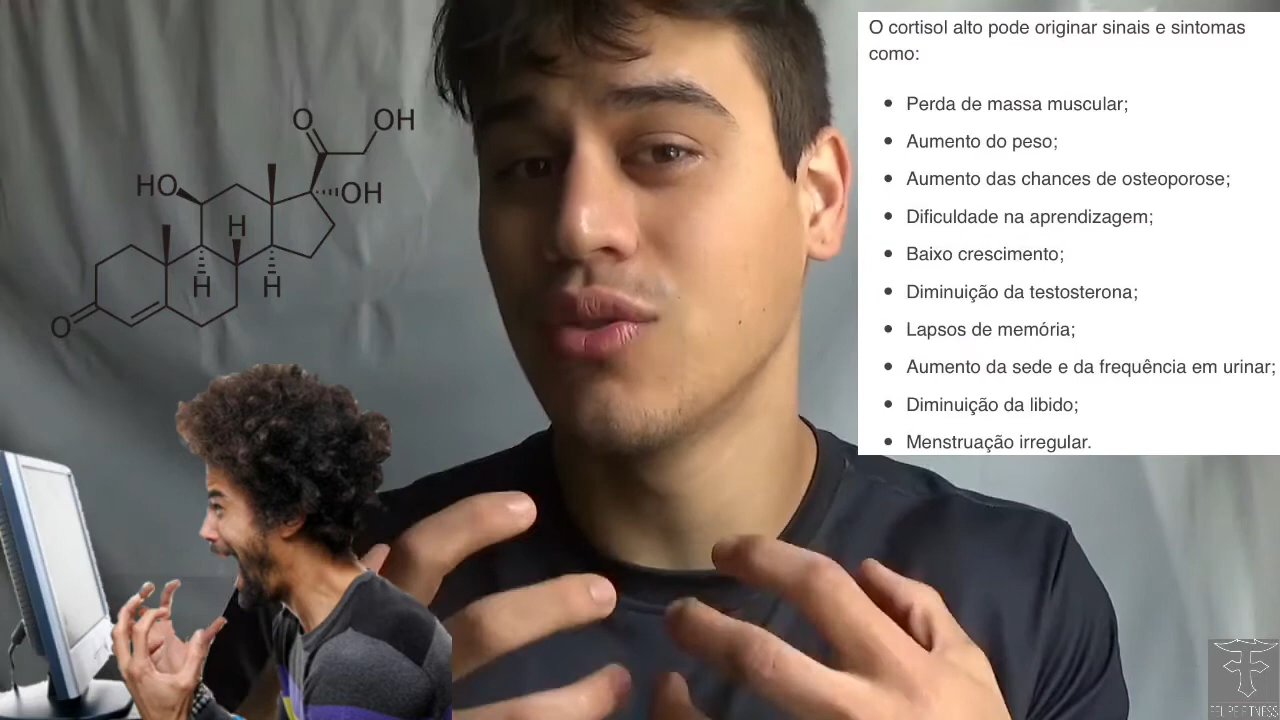 O cortisol alto pode originar sinais e sintomas
como:
• Perda de massa muscular;
• Aumento do peso;
• Aumento das chances de osteoporose;
• Dificuldade na aprendizagem;
• Baixo crescimento;
• Diminuição da testosterona;
• Lapsos de memória;
• Aumento da sede e da frequência em urinar;
• Diminuição da libido;
• Menstruação irregular.
O
OH
HO
OH
H
H
H
O
FELIPE FITNESS